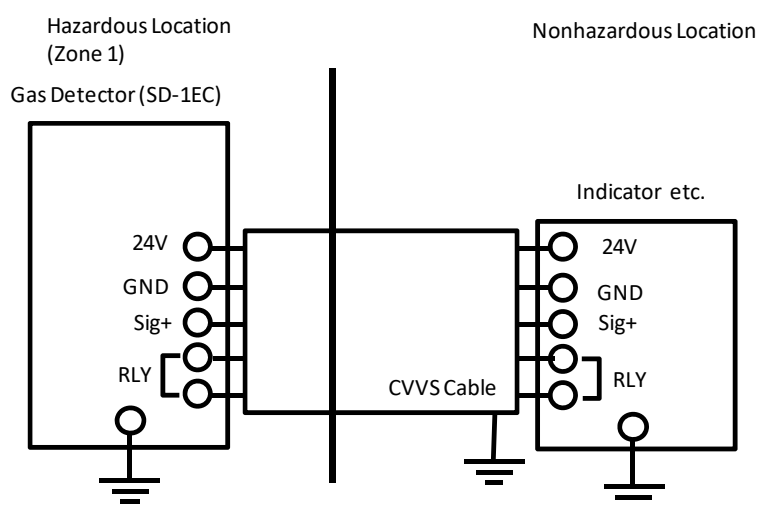 Hazardous Location
(Zone 1)
Nonhazardous Location
Gas Detector (SD-1EC)
Indicator etc.
24V
GND
Sig+
RLY
CVVS Cable
24V
GND
Sig+
RLY